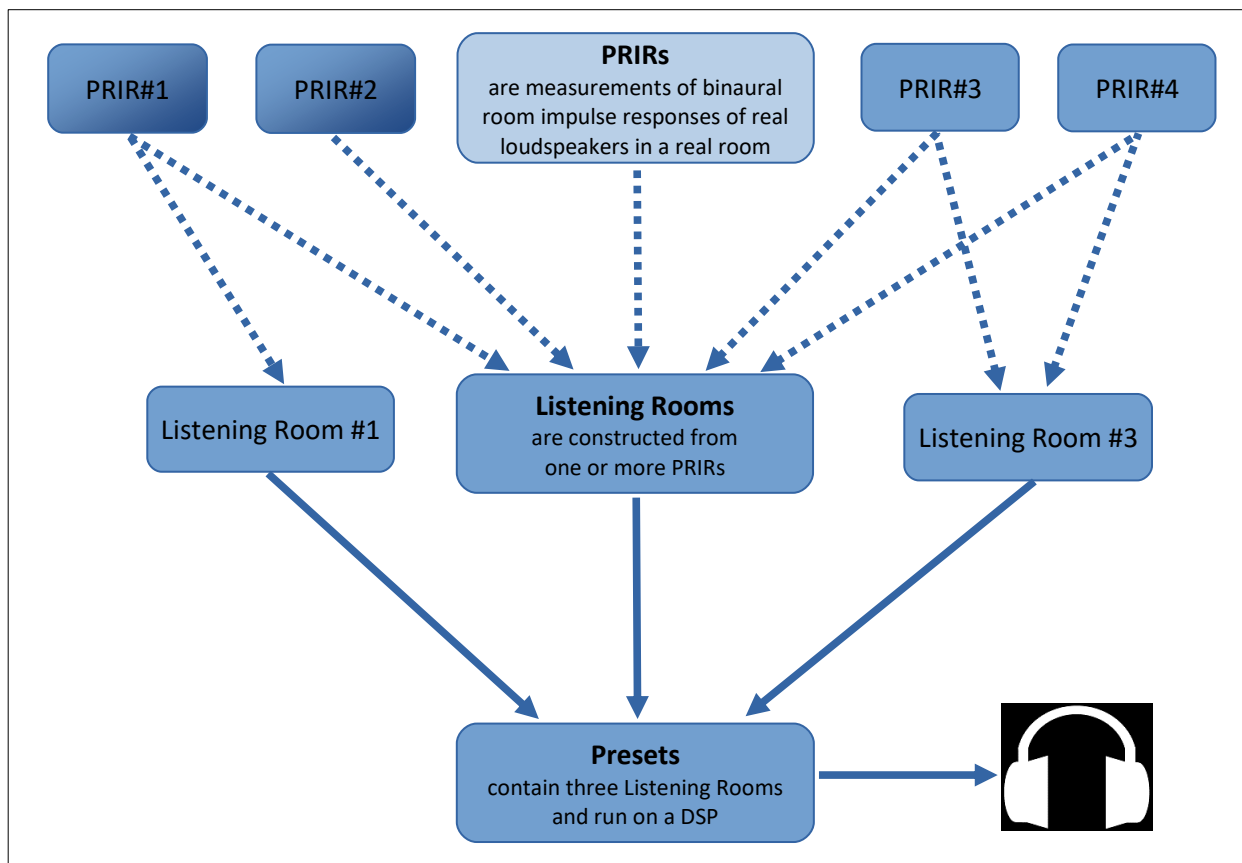 PRIR#1
PRIR#2
PRIRs
are measurements of binaural
room impulse responses of real
loudspeakers in a real room
PRIR#3
PRIR#4
Listening Room #1
Listening Rooms
are constructed from
one or more PRIRs
Listening Room #3
Presets
contain three Listening Rooms
and run on a DSP